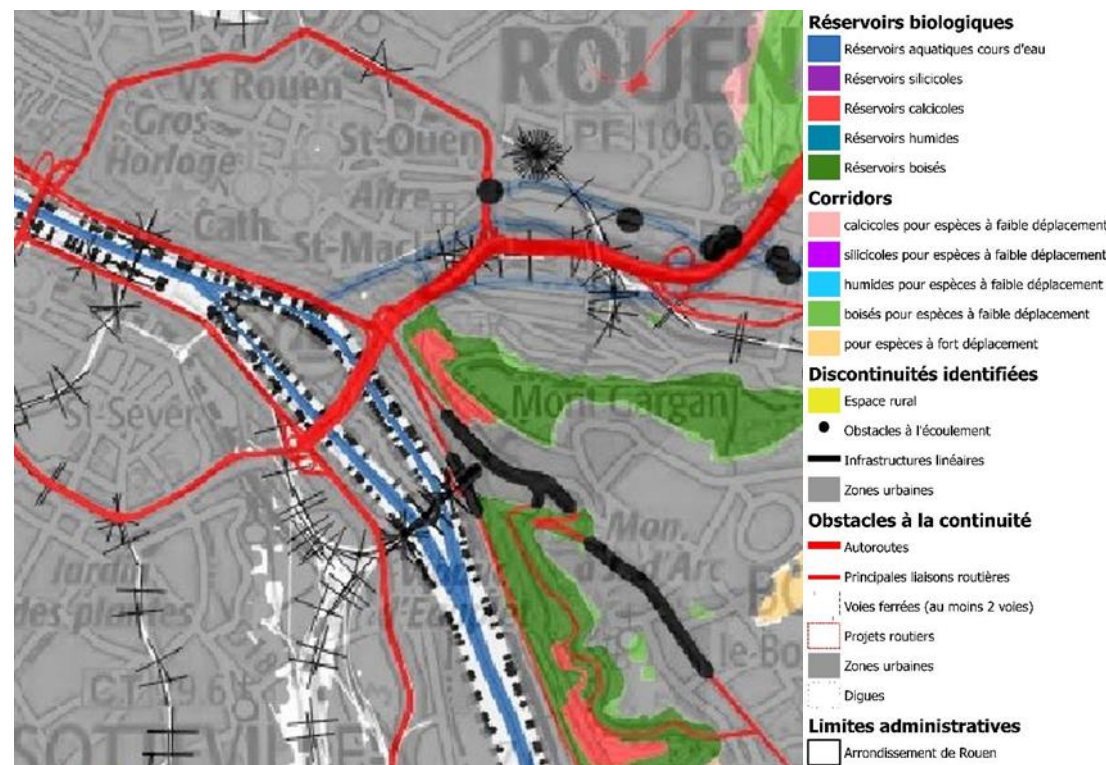 ROUEN
Vx Rouen
Gros
Horloge
St-Ouen
PF 106.6
Aître
Cath.
St-Maclou
St-Sever
Mont Gargan
Mon.
à Ste J. d'Arc
Jardin
des plantes
SOTTEVILLE
Réservoirs biologiques
Réservoirs aquatiques cours d'eau
Réservoirs silicicoles
Réservoirs calcicoles
Réservoirs humides
Réservoirs boisés
Corridors
calcicoles pour espèces à faible déplacement
silicicoles pour espèces à faible déplacement
humides pour espèces à faible déplacement
boisés pour espèces à faible déplacement
pour espèces à fort déplacement
Discontinuités identifiées
Espace rural
Obstacles à l'écoulement
Infrastructures linéaires
Zones urbaines
Obstacles à la continuité
Autoroutes
Principales liaisons routières
Voies ferrées (au moins 2 voies)
Projets routiers
Zones urbaines
Digues
Limites administratives
Arrondissement de Rouen